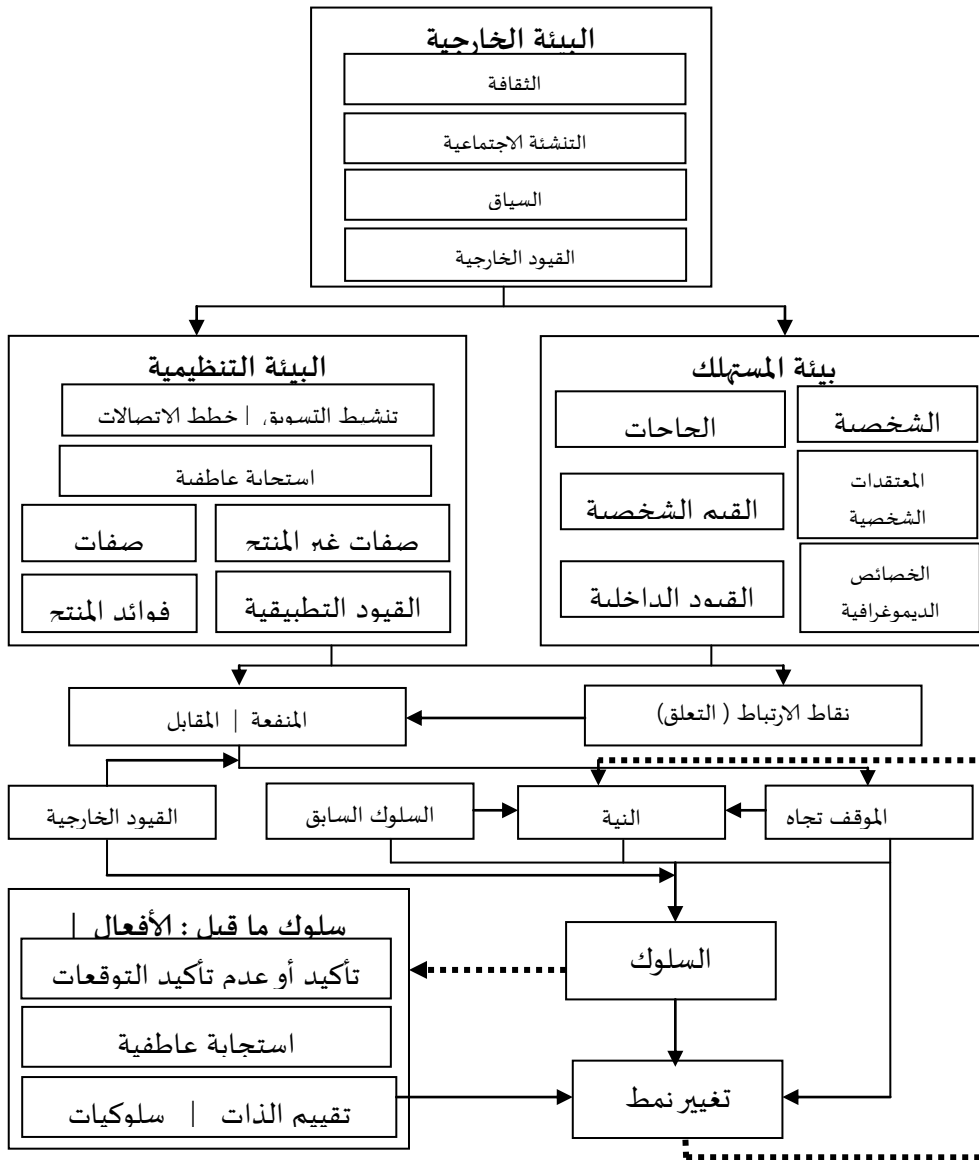 البيئة الخارجية
الثقافة
التنشئة الاجتماعية
السياق
القيود الخارجية
بيئة المستهلك
الشخصية
الحاجات
المعتقدات
الشخصية
القيم الشخصية
الخصائص
الديموغرافية
القيود الداخلية
البيئة التنظيمية
تنشيط التسويق | خطط الاتصالات
استجابة عاطفية
صفات غير المنتج
صفات
القيود التطبيقية
فوائد المنتج
نقاط الارتباط ( التعلق)
المنفعة | المقابل
الموقف تجاه
النية
السلوك السابق
القيود الخارجية
السلوك
سلوك ما قبل : الأفعال |
تأكيد أو عدم تأكيد التوقعات
استجابة عاطفية
تقييم الذات | سلوكيات
تغيير نمط